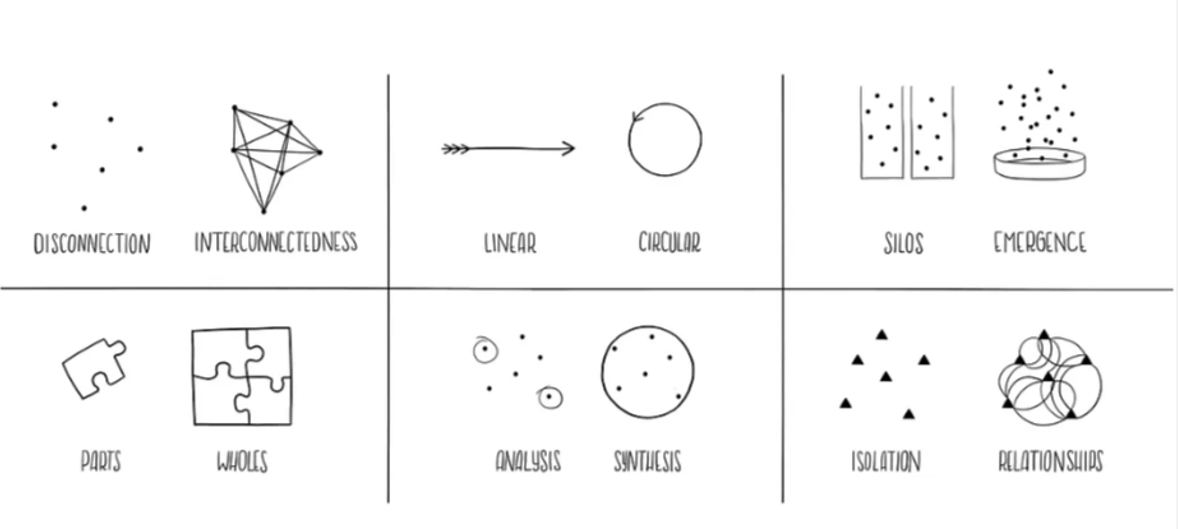 DISCONNECTION
INTERCONNECTEDNESS
LINEAR
CIRCULAR
SILOS
EMERGENCE
PARTS
WHOLES
ANALYSIS
SYNTHESIS
ISOLATION
RELATIONSHIPS